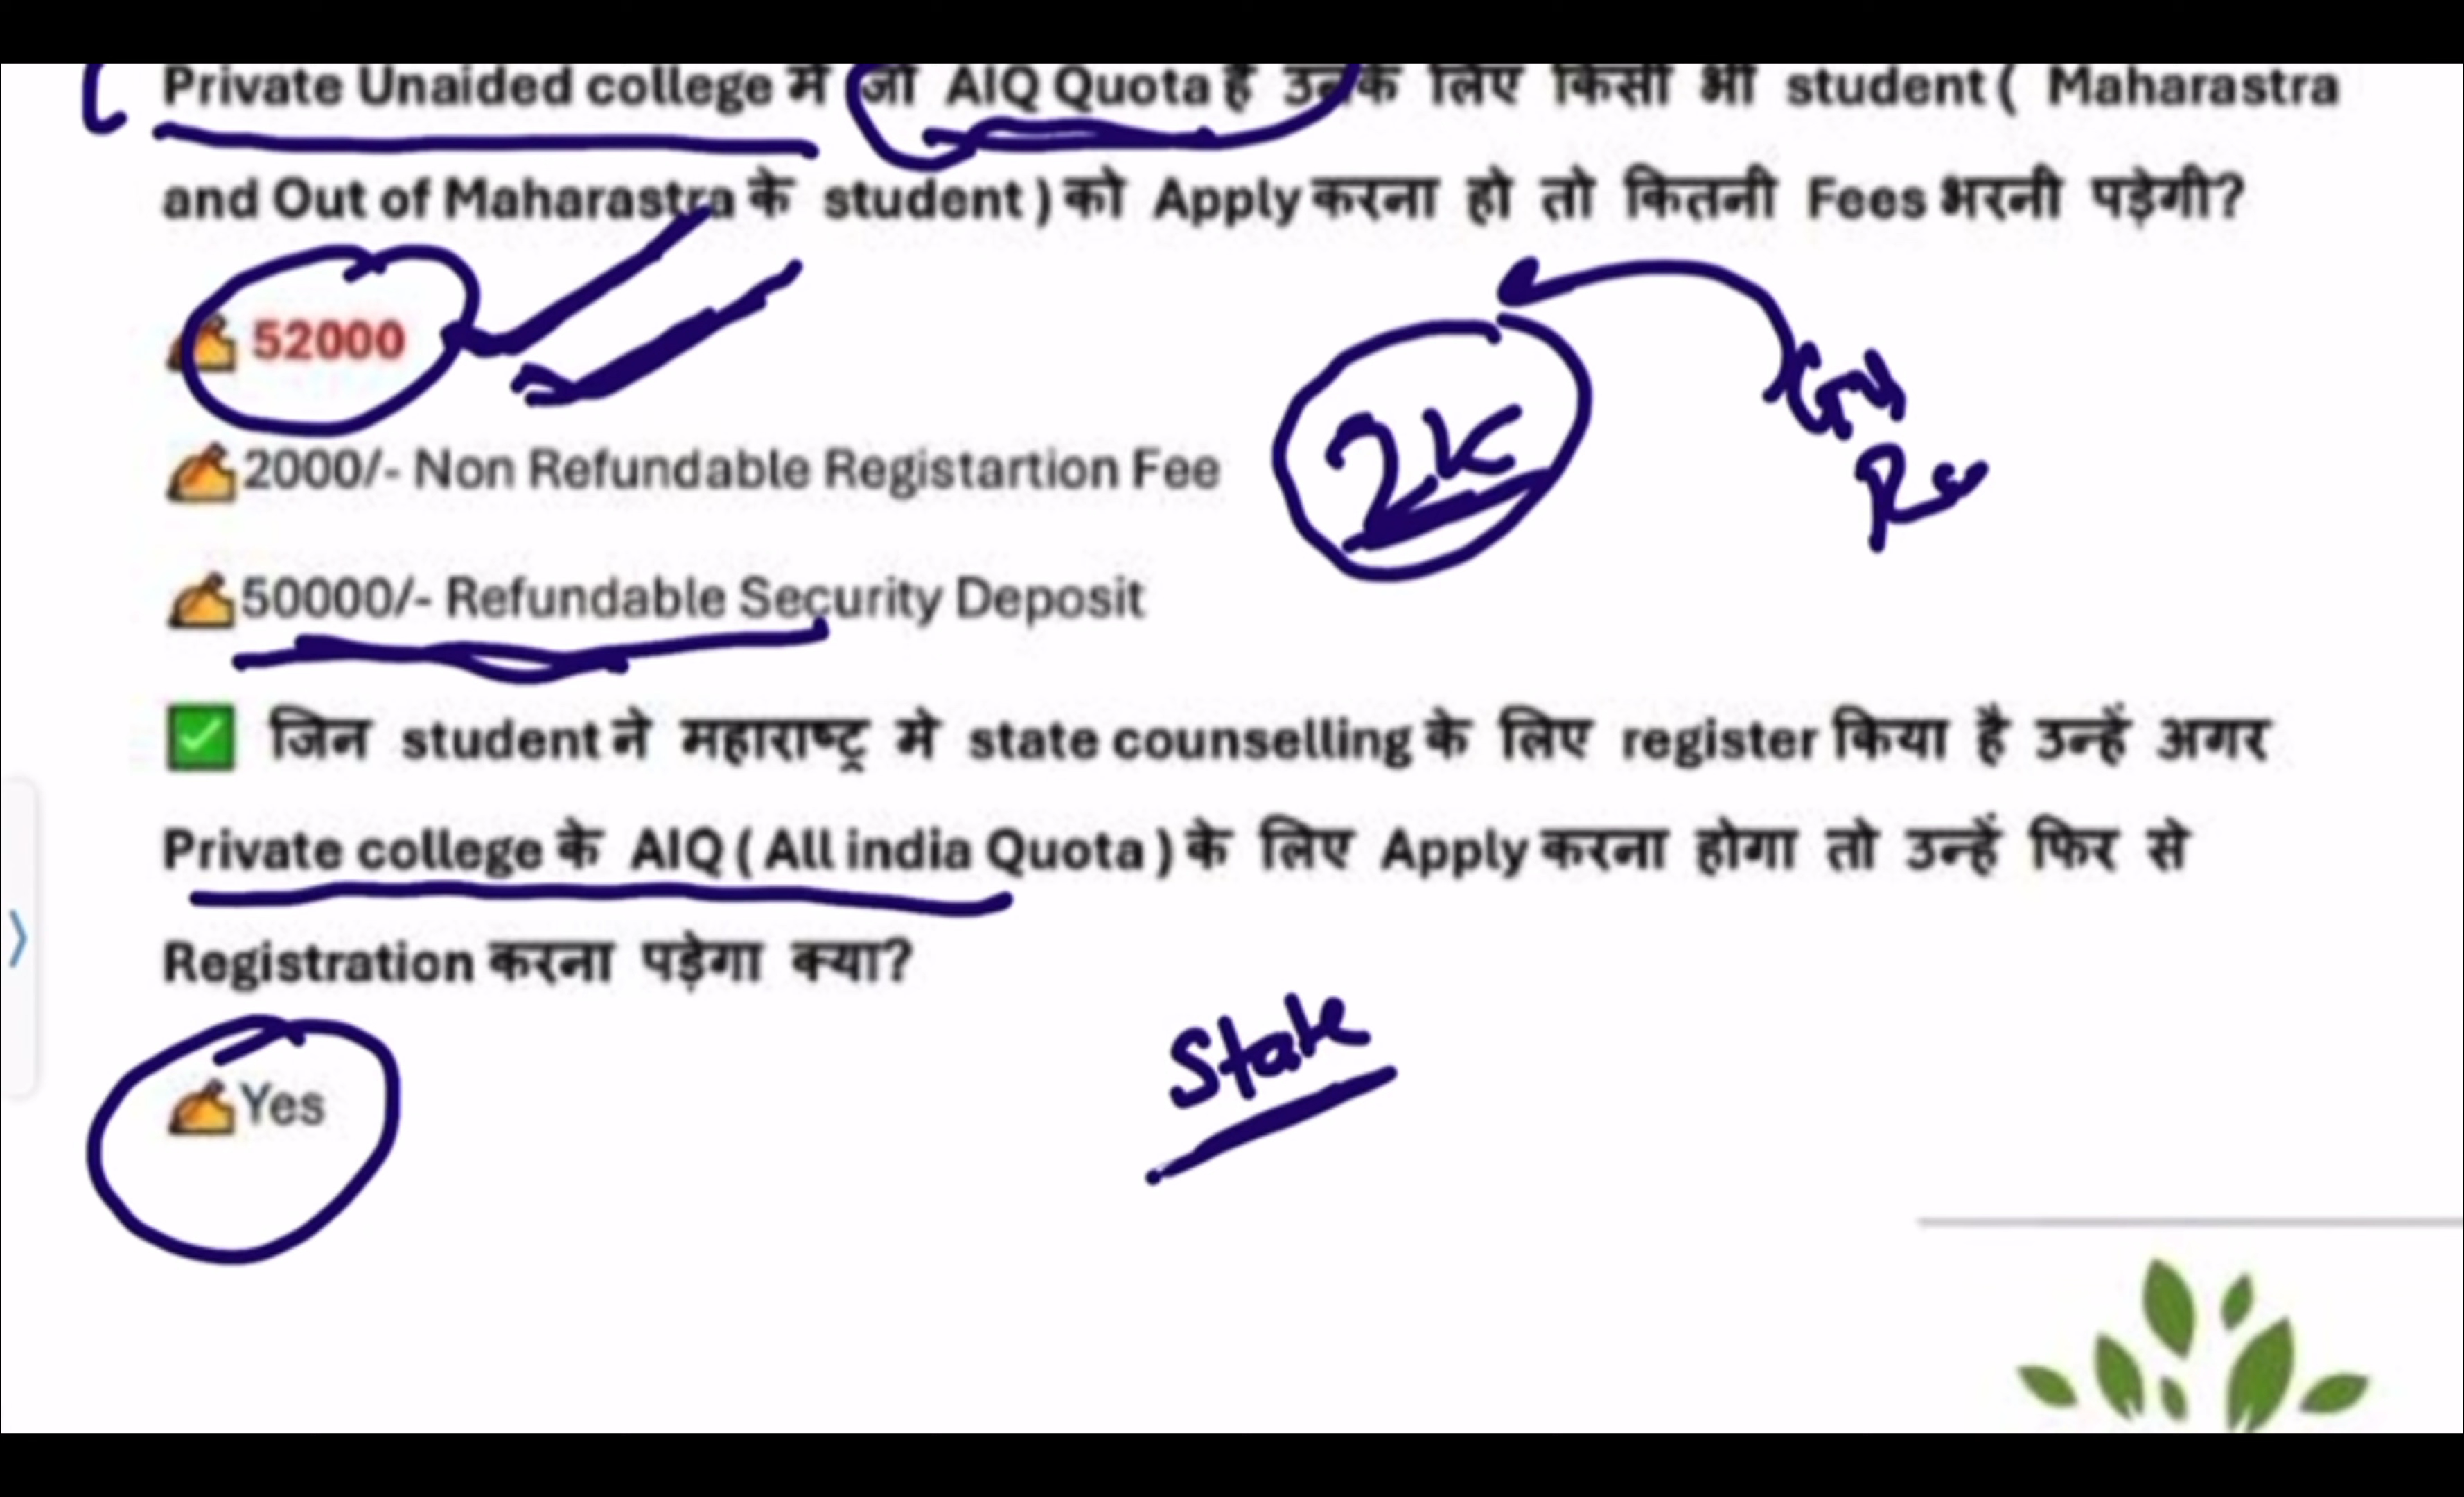 Private Unaided college में जो AIQ Quota है उनके लिए किसी भी student ( Maharastra
and Out of Maharastra के student ) को Apply करना हो तो कितनी Fees भरनी पड़ेगी?
52000
2000/- Non Refundable Registartion Fee
2K
50000/- Refundable Security Deposit
जिन student ने महाराष्ट्र मे state counselling के लिए register किया है उन्हें अगर
Private college के AIQ ( All india Quota ) के लिए Apply करना होगा तो उन्हें फिर से
Registration करना पड़ेगा क्या?
State
Yes